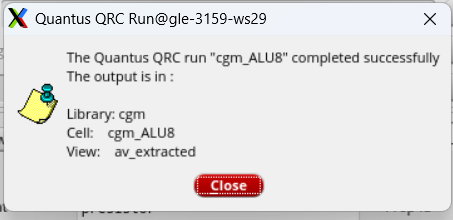 Quantus QRC Run@gle-3159-ws29
The Quantus QRC run "cgm_ALU8" completed successfully
The output is in :
Library: cgm
Cell: cgm_ALU8
View: av_extracted
Close